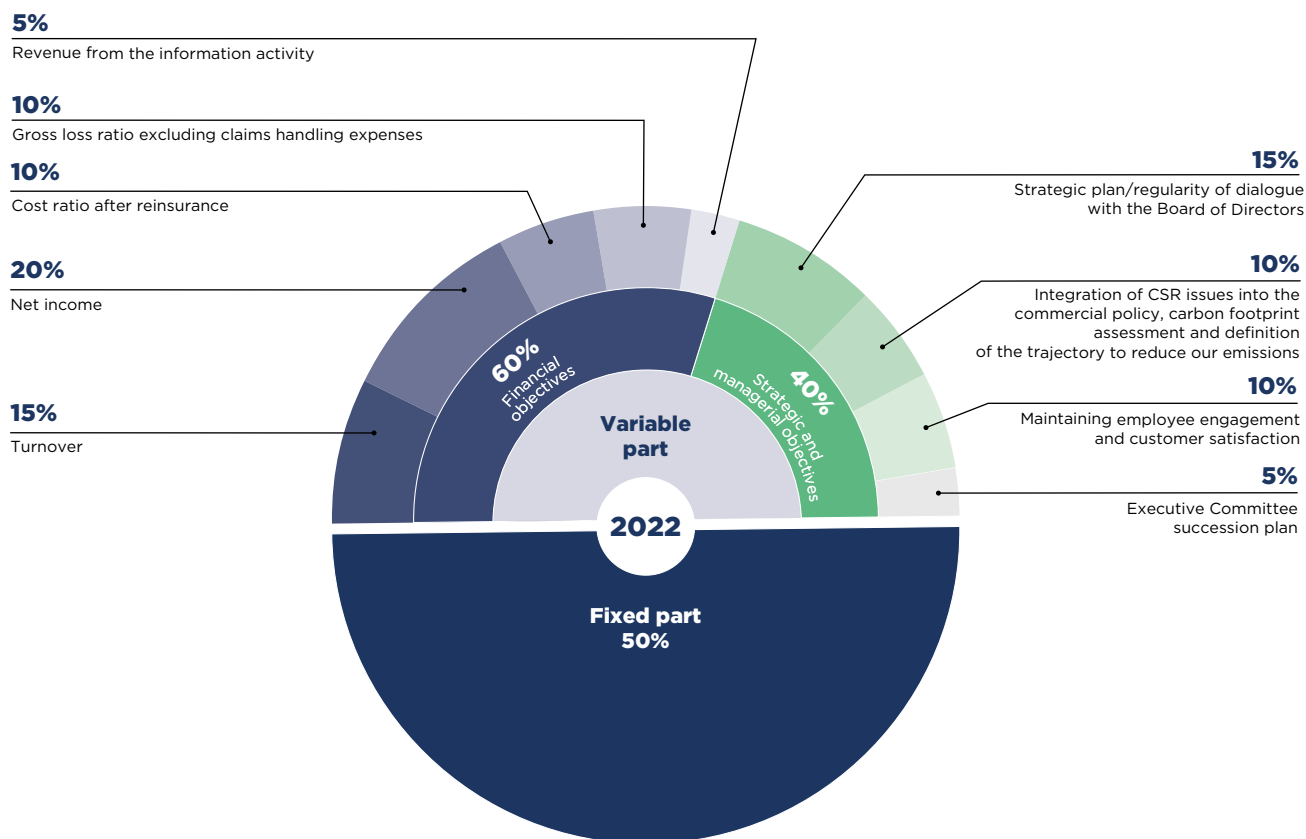 5%
Revenue from the information activity
10%
Gross loss ratio excluding claims handling expenses
10%
Cost ratio after reinsurance
20%
Net income
15%
Turnover
15%
Strategic plan/regularity of dialogue
with the Board of Directors
10%
Integration of CSR issues into the
commercial policy, carbon footprint
assessment and definition
of the trajectory to reduce our emissions
10%
Maintaining employee engagement
and customer satisfaction
5%
Executive Committee
succession plan
60%
Financial
objectives
40%
Strategic and
managerial objectives
Variable
part
2022
Fixed part
50%